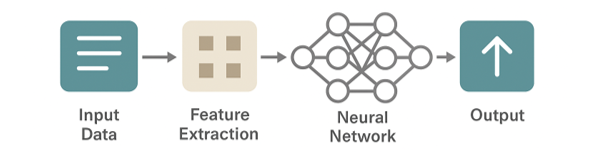 Input
Data
Feature
Extraction
Neural
Network
Output